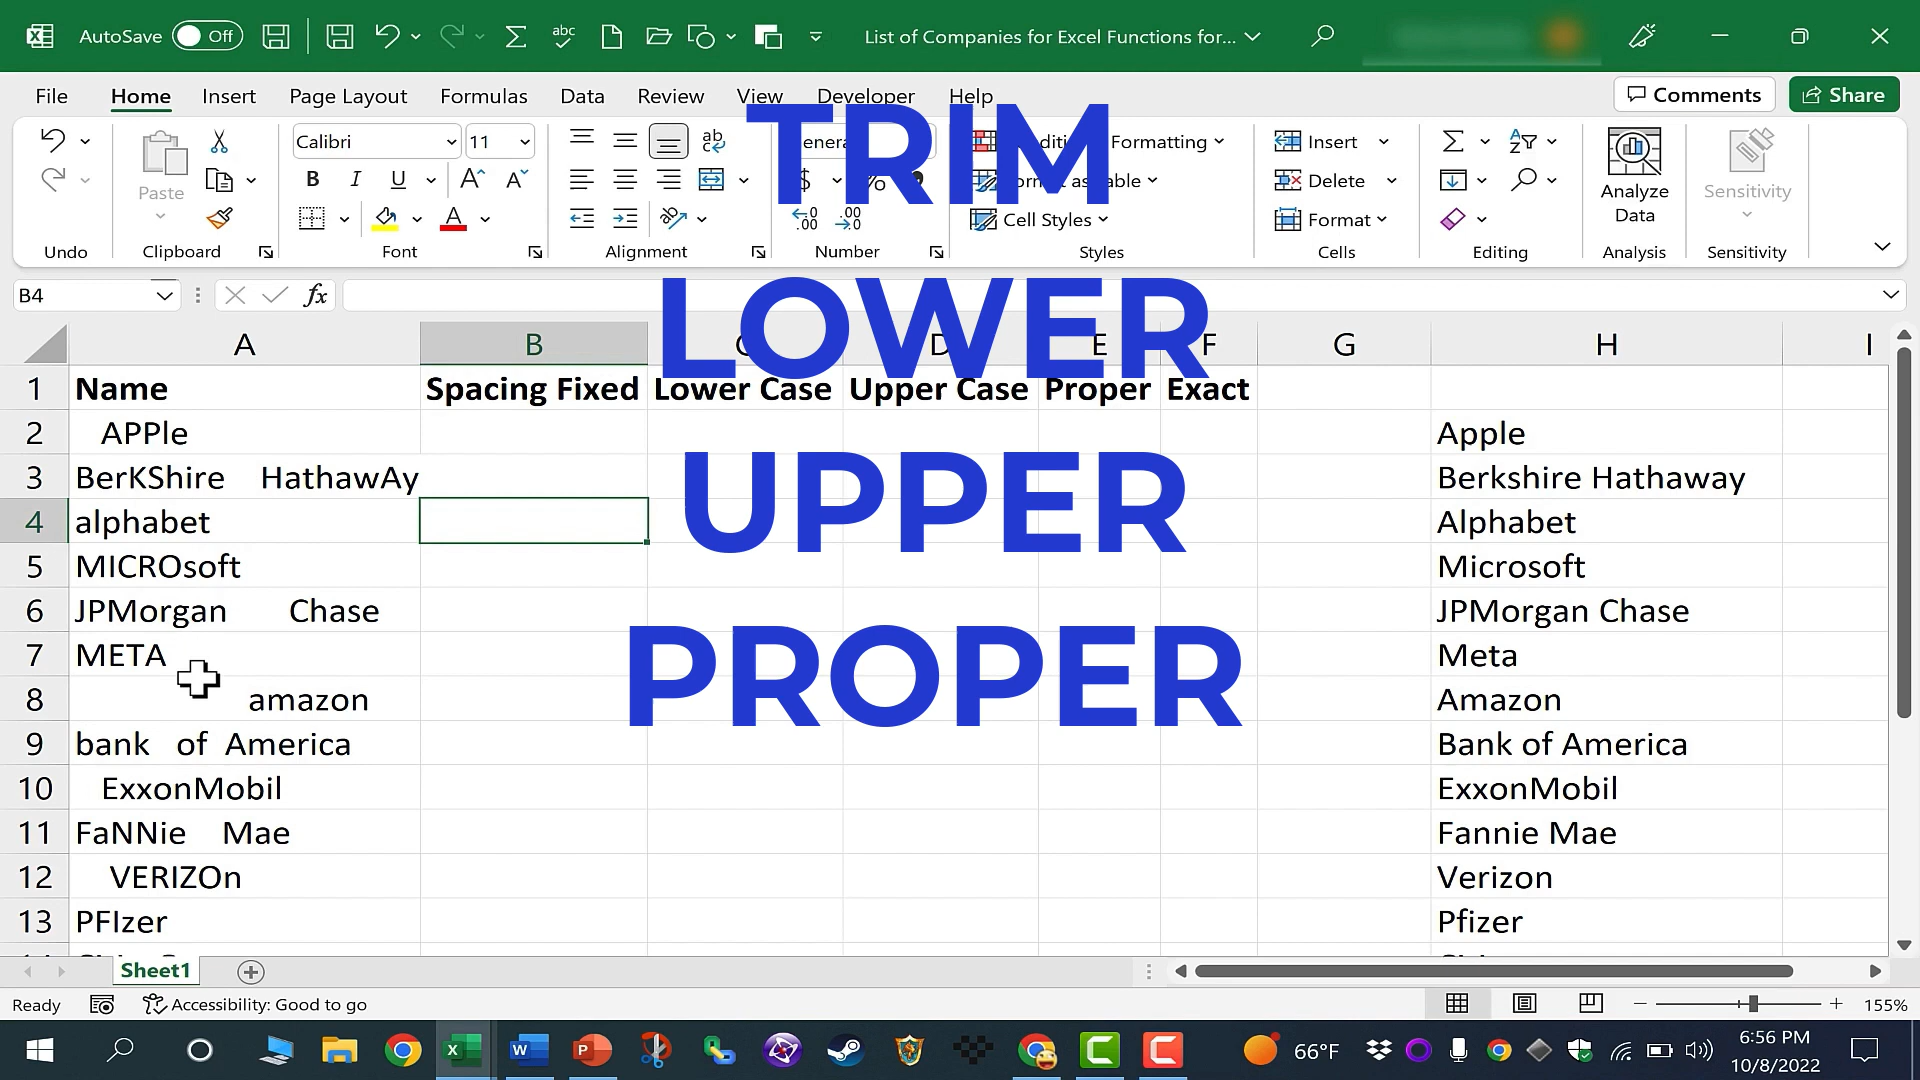 AutoSave Off List of Companies for Excel Functions for...
File Home Insert Page Layout Formulas Data Review View Developer Help Comments Share
TRIM
Calibri 11 Formatting Insert
Paste B I U Delete Analyze Data Sensitivity
Cell Styles Format
Undo Clipboard Font Alignment Number Styles Cells Editing Analysis Sensitivity
B4 fx
LOWER
A B G H I
1 Name Spacing Fixed Lower Case Upper Case Proper Exact
2 APPle Apple
3 BerKShire HathawAy Berkshire Hathaway
UPPER
4 alphabet Alphabet
5 MICROsoft Microsoft
6 JPMorgan Chase JPMorgan Chase
PROPER
7 META Meta
8 amazon Amazon
9 bank of America Bank of America
10 ExxonMobil ExxonMobil
11 FaNNie Mae Fannie Mae
12 VERIZOn Verizon
13 PFIzer Pfizer
Sheet1
Ready Accessibility: Good to go 155%
66°F 6:56 PM
10/8/2022